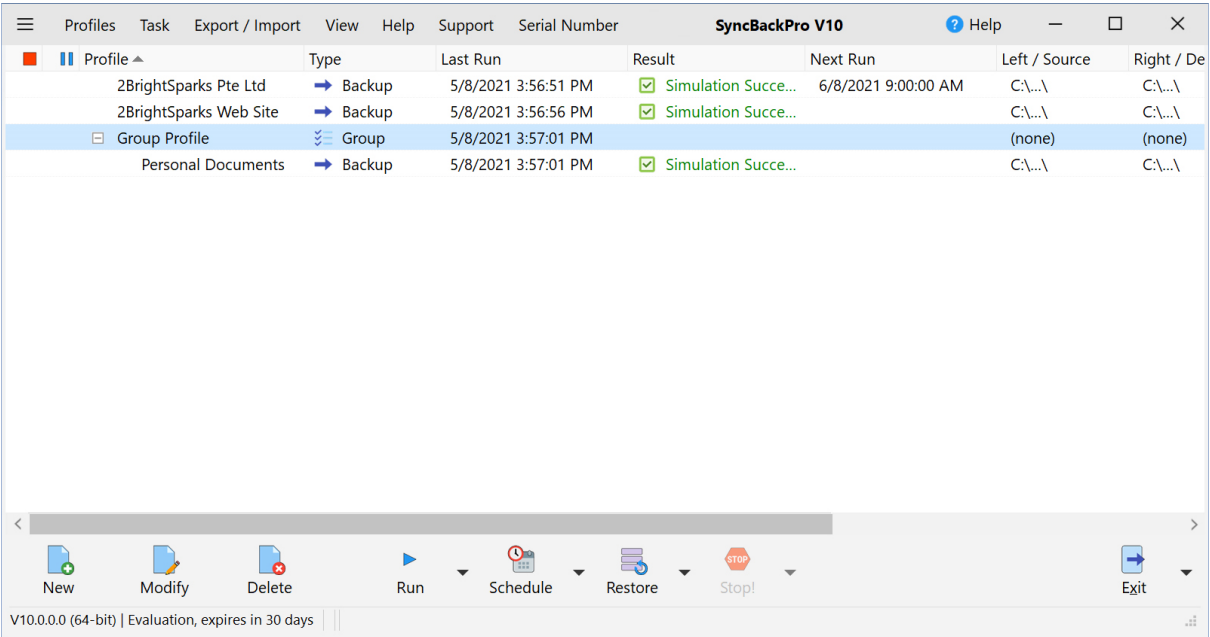 Profiles Task Export / Import View Help Support Serial Number SyncBackPro V10 ? Help
Profile Type Last Run Result Next Run Left / Source Right / De
2BrightSparks Pte Ltd Backup 5/8/2021 3:56:51 PM Simulation Succe... 6/8/2021 9:00:00 AM C:\...\ C:\...\
2BrightSparks Web Site Backup 5/8/2021 3:56:56 PM Simulation Succe... C:\...\ C:\...\
Group Profile Group 5/8/2021 3:57:01 PM (none) (none)
Personal Documents Backup 5/8/2021 3:57:01 PM Simulation Succe... C:\...\ C:\...\
STOP
New Modify Delete Run Schedule Restore Stop! Exit
V10.0.0.0 (64-bit) | Evaluation, expires in 30 days